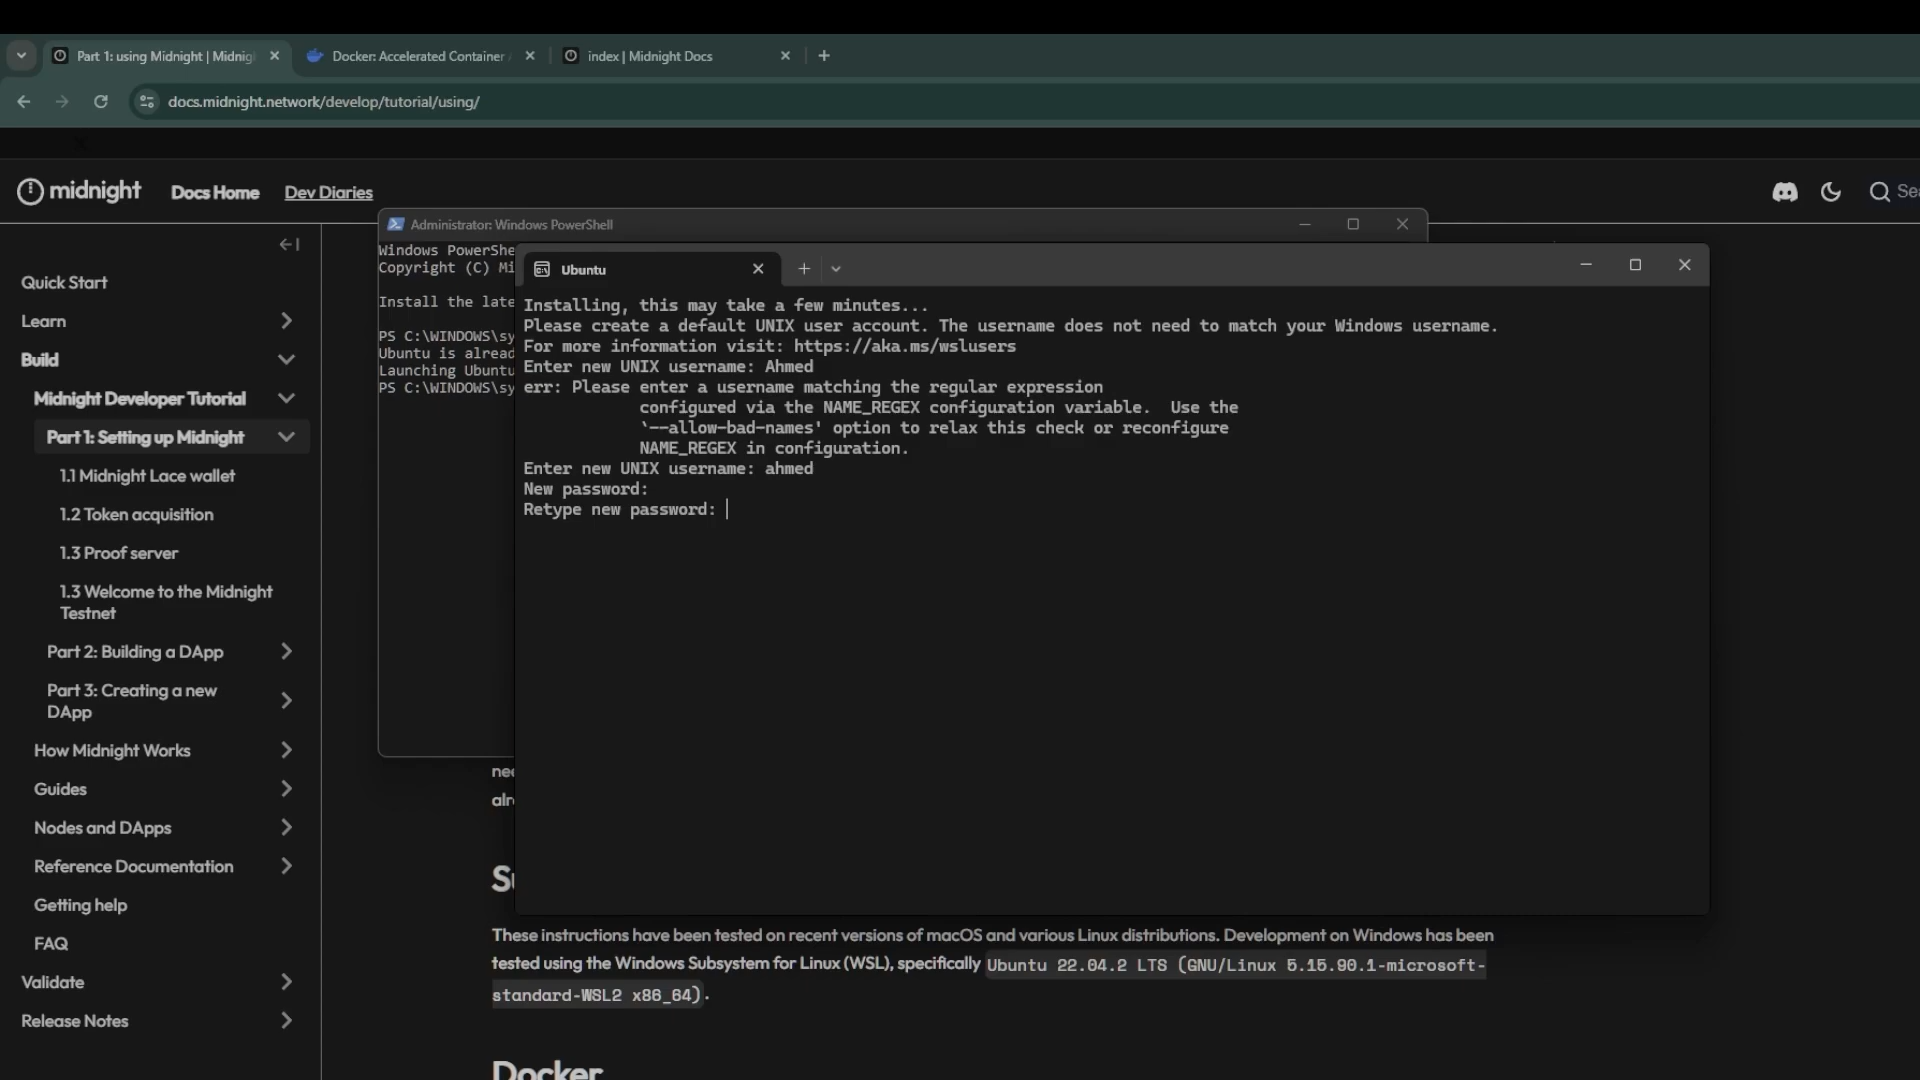 Part 1: using Midnight | Midnig
Docker: Accelerated Container
index | Midnight Docs
docs.midnight.network/develop/tutorial/using/
midnight
Docs Home
Dev Diaries
Quick Start
Learn
Build
Midnight Developer Tutorial
Part 1: Setting up Midnight
1.1 Midnight Lace wallet
1.2 Token acquisition
1.3 Proof server
1.3 Welcome to the Midnight
Testnet
Part 2: Building a DApp
Part 3: Creating a new
DApp
How Midnight Works
Guides
Nodes and DApps
Reference Documentation
Getting help
FAQ
Validate
Release Notes
Administrator: Windows PowerShell
Windows PowerShe
Copyright (C) Mi
Install the late
PS C:\WINDOWS\sy
Ubuntu is alread
Launching Ubuntu
PS C:\WINDOWS\sy
Ubuntu
Installing, this may take a few minutes...
Please create a default UNIX user account. The username does not need to match your Windows username.
For more information visit: https://aka.ms/wslusers
Enter new UNIX username: Ahmed
err: Please enter a username matching the regular expression
configured via the NAME_REGEX configuration variable.  Use the
`--allow-bad-names' option to relax this check or reconfigure
NAME_REGEX in configuration.
Enter new UNIX username: ahmed
New password:
Retype new password:
nee
alr
These instructions have been tested on recent versions of macOS and various Linux distributions. Development on Windows has been
tested using the Windows Subsystem for Linux (WSL), specifically Ubuntu 22.04.2 LTS (GNU/Linux 5.15.90.1-microsoft-
standard-WSL2 x86_64).
Docker